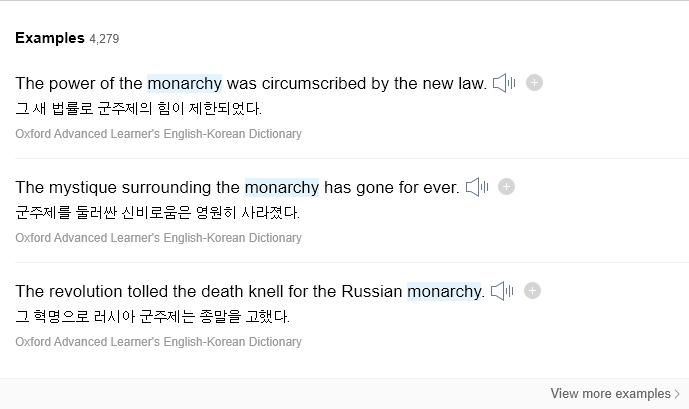 Examples 4,279
The power of the monarchy was circumscribed by the new law.
그 새 법률로 군주제의 힘이 제한되었다.
Oxford Advanced Learner's English-Korean Dictionary
The mystique surrounding the monarchy has gone for ever.
군주제를 둘러싼 신비로움은 영원히 사라졌다.
Oxford Advanced Learner's English-Korean Dictionary
The revolution tolled the death knell for the Russian monarchy.
그 혁명으로 러시아 군주제는 종말을 고했다.
Oxford Advanced Learner's English-Korean Dictionary
View more examples